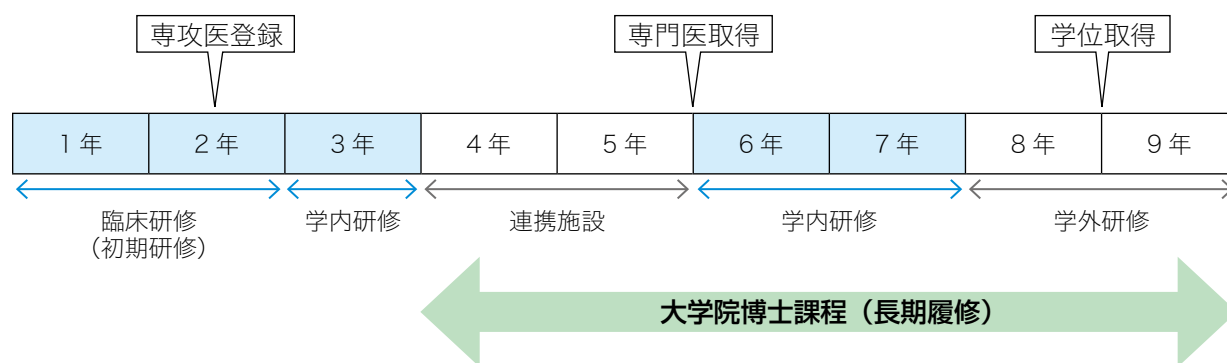 専攻医登録
専門医取得
学位取得
1年
2年
3年
4年
5年
6年
7年
8年
9年
臨床研修
（初期研修）
学内研修
連携施設
学内研修
学外研修
大学院博士課程（長期履修）